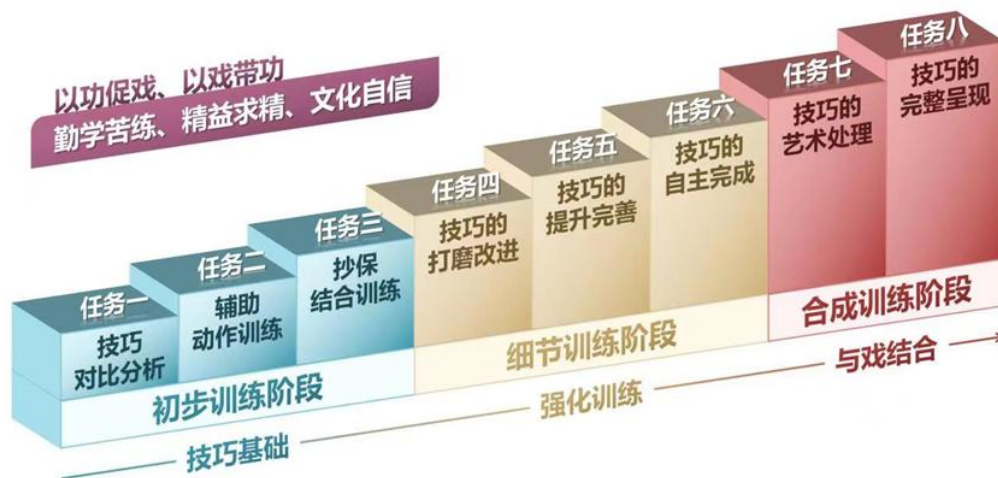 以功促戏、以戏带功
勤学苦练、精益求精、文化自信
任务一
技巧
对比分析
任务二
辅助
动作训练
任务三
抄保
结合训练
任务四
技巧的
打磨改进
任务五
技巧的
提升完善
任务六
技巧的
自主完成
任务七
技巧的
艺术处理
任务八
技巧的
完整呈现
初步训练阶段
细节训练阶段
合成训练阶段
技巧基础
强化训练
与戏结合